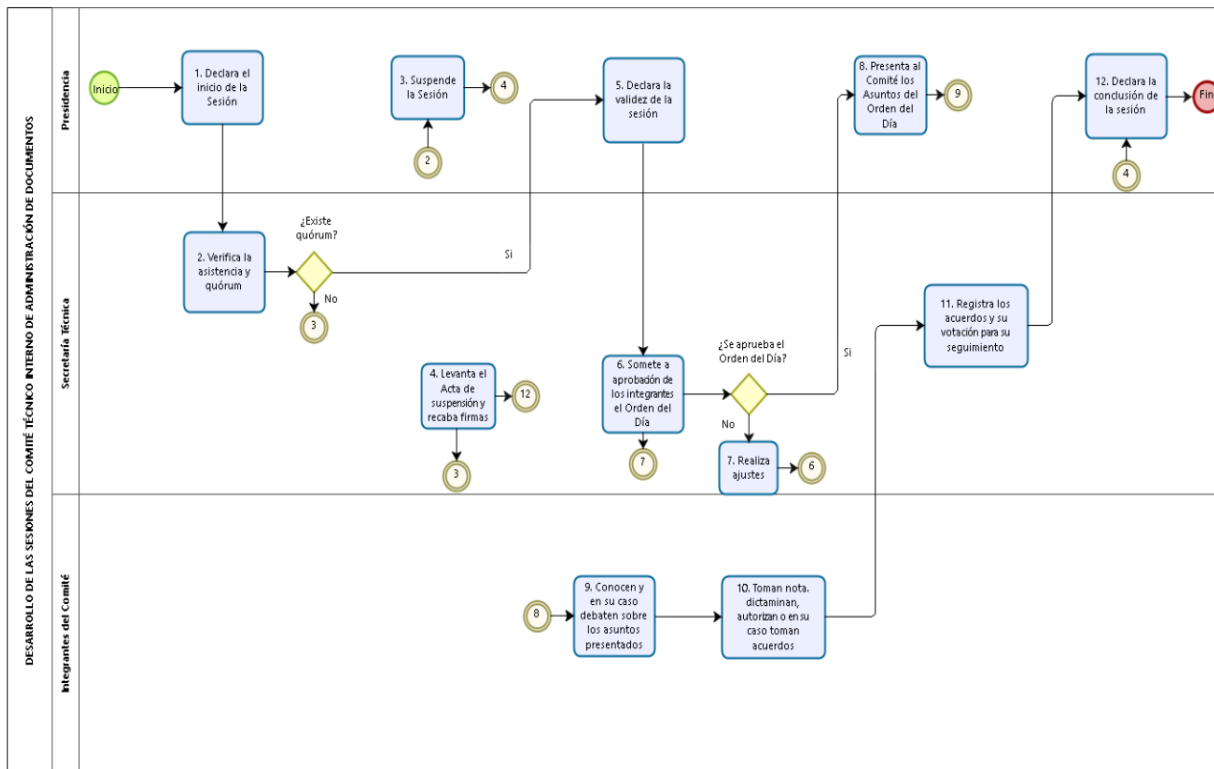 DESARROLLO DE LAS SESIONES DEL COMITÉ TÉCNICO INTERNO DE ADMINISTRACIÓN DE DOCUMENTOS
Presidencia
Inicio
1. Declara el
inicio de la
Sesión
3. Suspende
la Sesión
4
2
5. Declara la
validez de la
sesión
8. Presenta al
Comité los
Asuntos del
Orden del
Día
9
12. Declara la
conclusión de
la sesión
Fin
4
Secretaría Técnica
2. Verifica la
asistencia y
quórum
¿Existe
quórum?
Si
No
3
4. Levanta el
Acta de
suspensión y
recaba firmas
12
3
6. Somete a
aprobación de
los integrantes
el Orden del
Día
7
¿Se aprueba el
Orden del Día?
Si
No
7. Realiza
ajustes
6
11. Registra los
acuerdos y su
votación para su
seguimiento
Integrantes del Comité
8
9. Conocen y
en su caso
debaten sobre
los asuntos
presentados
10. Toman nota.
dictaminan,
autorizan o en su
caso toman
acuerdos